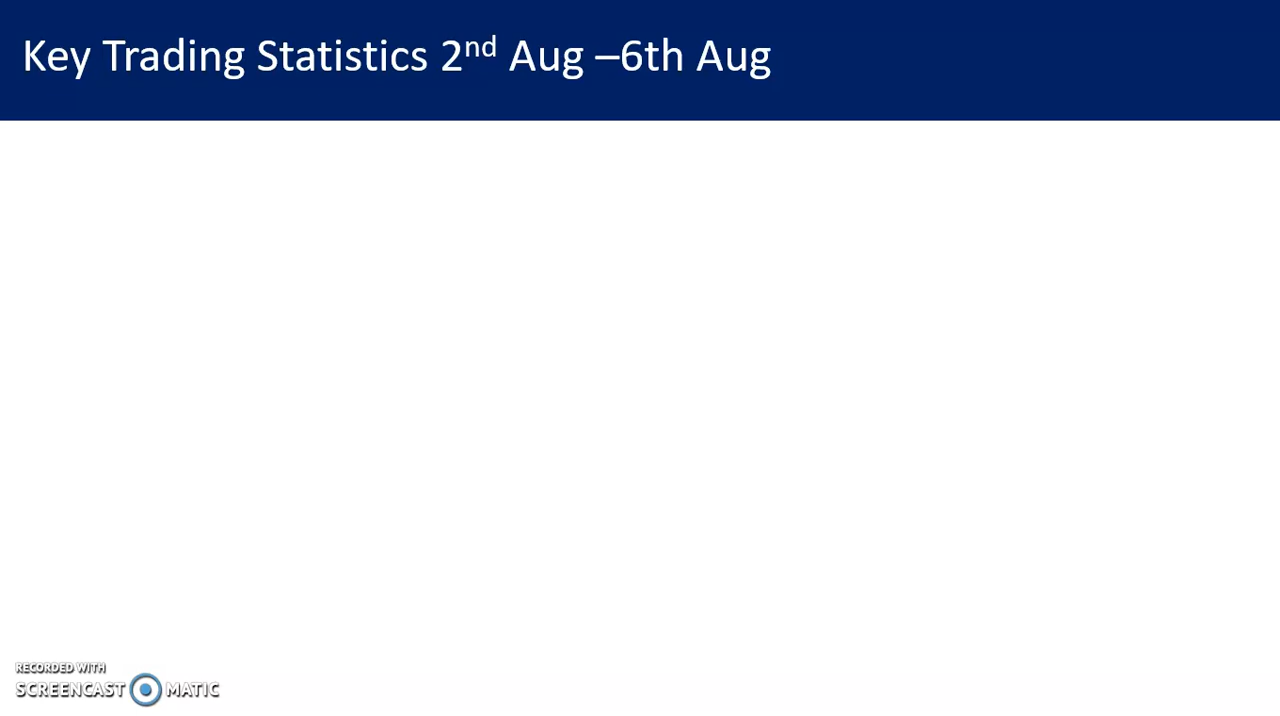 Key Trading Statistics 2nd Aug –6th Aug
RECORDED WITH
SCREENCAST MATIC